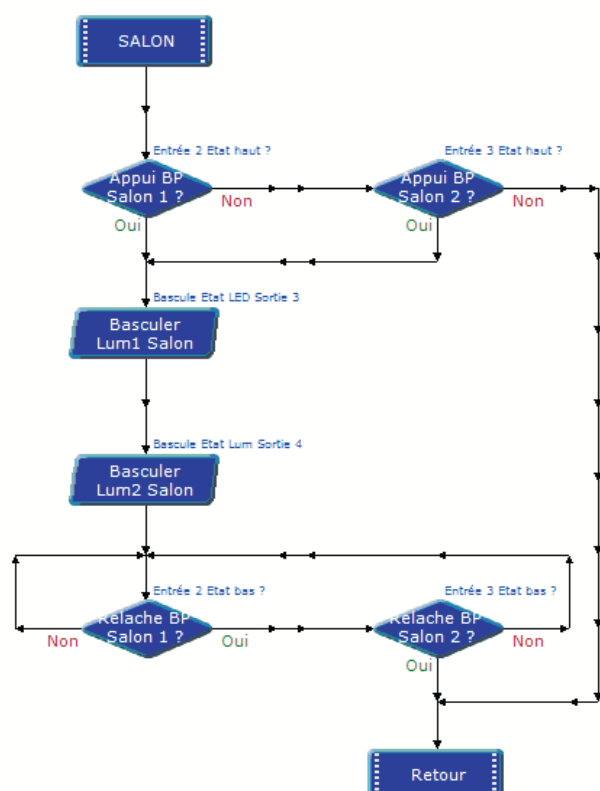 SALON
Entrée 2 Etat haut ?
Entrée 3 Etat haut ?
Appui BP
Salon 1 ?
Non
Oui
Appui BP
Salon 2 ?
Non
Oui
Bascule Etat LED Sortie 3
Basculer
Lum1 Salon
Bascule Etat Lum Sortie 4
Basculer
Lum2 Salon
Entrée 2 Etat bas ?
Entrée 3 Etat bas ?
Relache BP
Salon 1 ?
Non
Oui
Relache BP
Salon 2 ?
Non
Oui
Retour